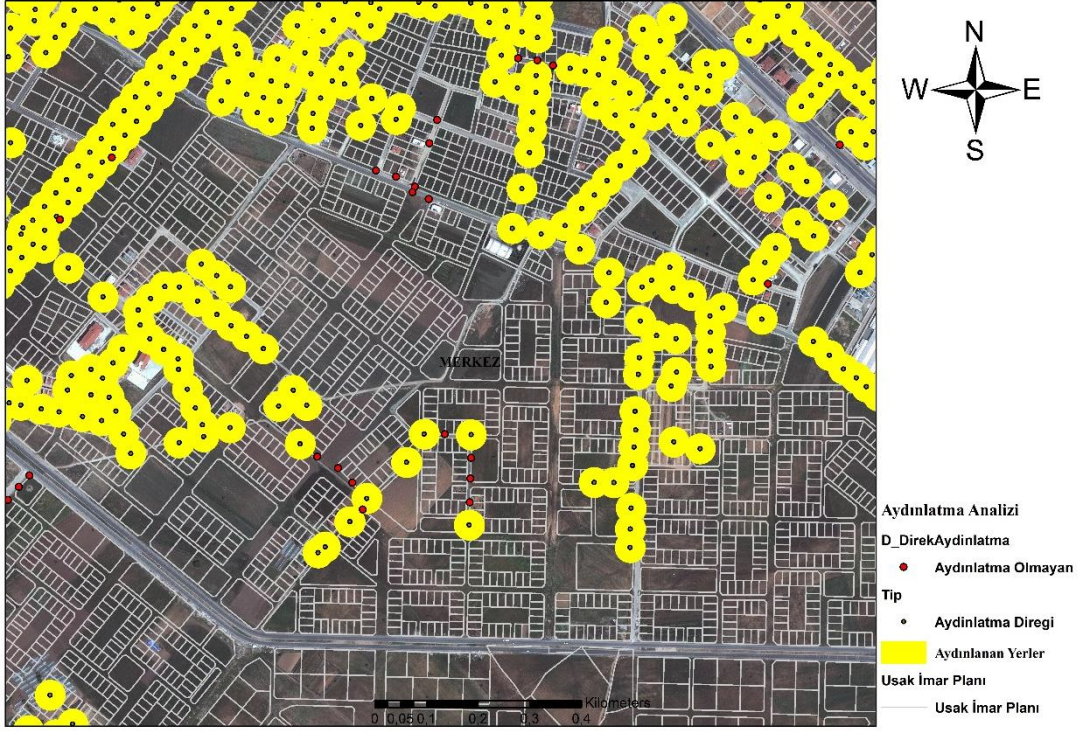 N
W E
S
MERKEZ
Aydınlatma Analizi
D_DirekAydinlatma
Aydınlatma Olmayan
Tip
Aydinlatma Diregi
Aydınlanan Yerler
Usak İmar Planı
Usak İmar Planı
Kilometers
0 0,05 0,1 0,2 0,3 0,4